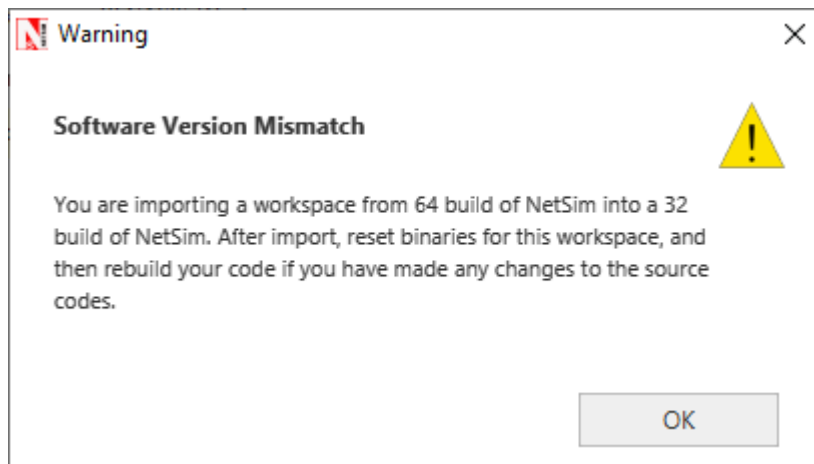 Warning
Software Version Mismatch
You are importing a workspace from 64 build of NetSim into a 32
build of NetSim. After import, reset binaries for this workspace, and
then rebuild your code if you have made any changes to the source
codes.
OK